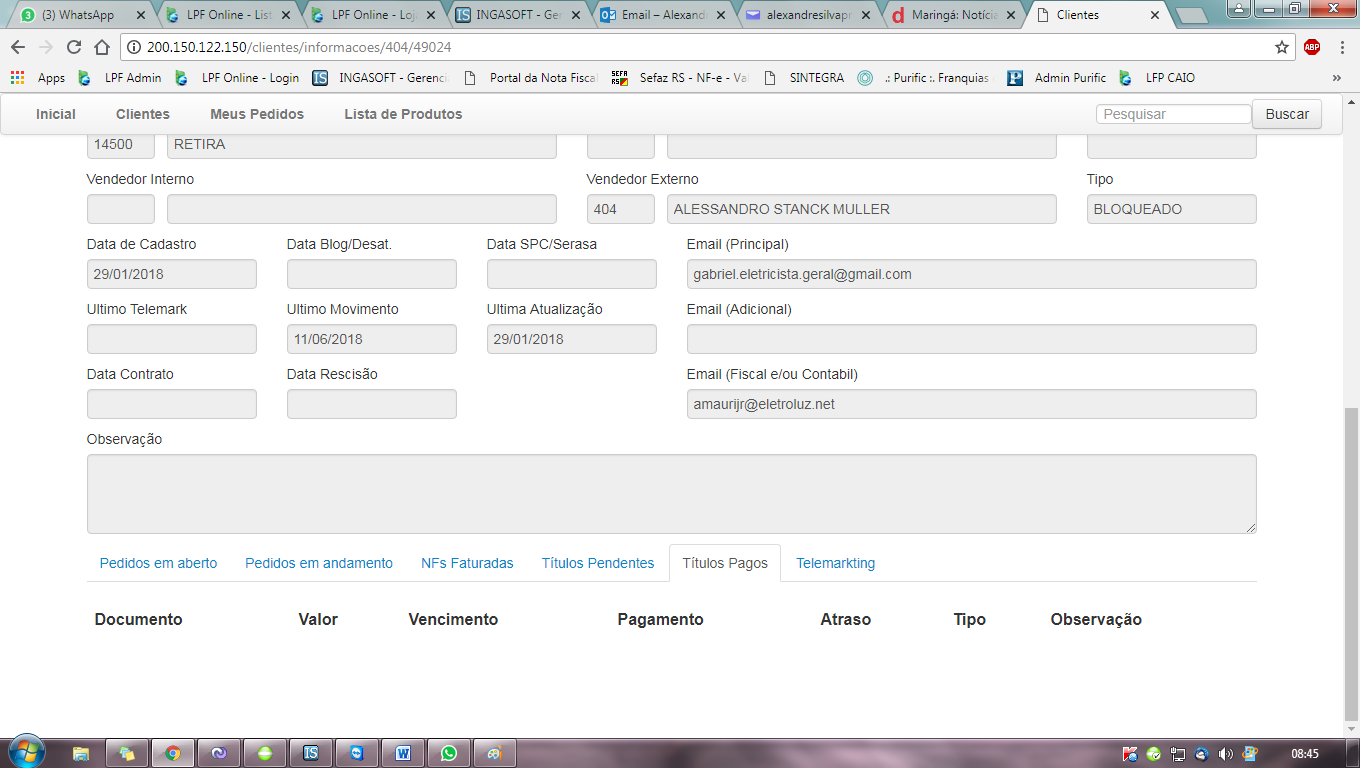 (3) WhatsApp
LPF Online - List
LPF Online - Loja
INGASOFT - Ger
Email – Alexand
alexandresilvapr
Maringá: Notícia
Clientes
200.150.122.150/clientes/informacoes/404/49024
ABP
Apps
LPF Admin
LPF Online - Login
IS
INGASOFT - Gerenci
Portal da Nota Fiscal
Sefaz RS - NF-e - Val
SINTEGRA
.: Purific :. Franquias
Admin Purific
LFP CAIO
»
Inicial
Clientes
Meus Pedidos
Lista de Produtos
Pesquisar
Buscar
14500
RETIRA
Vendedor Interno
Vendedor Externo
Tipo
404
ALESSANDRO STANCK MULLER
BLOQUEADO
Data de Cadastro
Data Blog/Desat.
Data SPC/Serasa
Email (Principal)
29/01/2018
gabriel.eletricista.geral@gmail.com
Ultimo Telemark
Ultimo Movimento
Ultima Atualização
Email (Adicional)
11/06/2018
29/01/2018
Data Contrato
Data Rescisão
Email (Fiscal e/ou Contabil)
amaurijr@eletroluz.net
Observação
Pedidos em aberto
Pedidos em andamento
NFs Faturadas
Títulos Pendentes
Títulos Pagos
Telemarkting
Documento
Valor
Vencimento
Pagamento
Atraso
Tipo
Observação
08:45